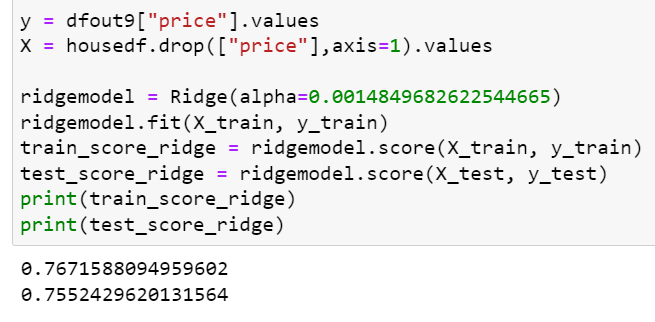 y = dfout9["price"].values
X = housedf.drop(["price"],axis=1).values
ridgemodel = Ridge(alpha=0.0014849682622544665)
ridgemodel.fit(X_train, y_train)
train_score_ridge = ridgemodel.score(X_train, y_train)
test_score_ridge = ridgemodel.score(X_test, y_test)
print(train_score_ridge)
print(test_score_ridge)
0.7671588094959602
0.7552429620131564